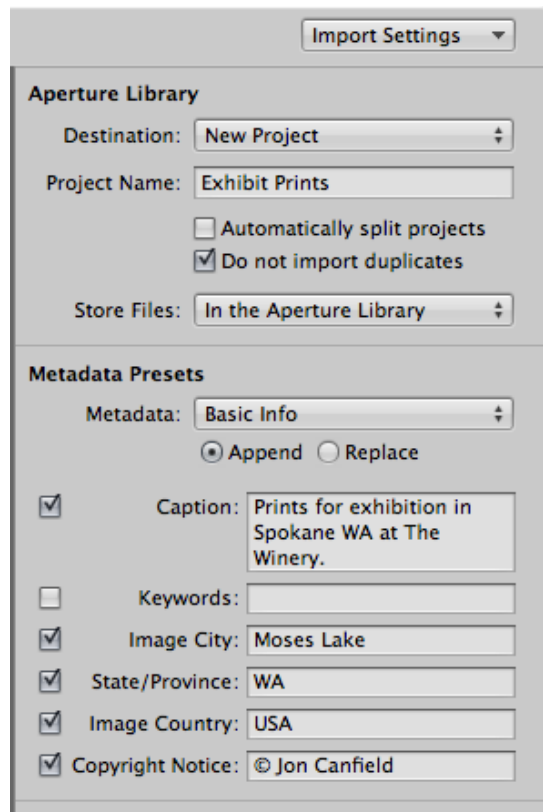 Import Settings
Aperture Library
Destination: New Project
Project Name: Exhibit Prints
Automatically split projects
Do not import duplicates
Store Files: In the Aperture Library
Metadata Presets
Metadata: Basic Info
Append Replace
Caption: Prints for exhibition in
Spokane WA at The
Winery.
Keywords:
Image City: Moses Lake
State/Province: WA
Image Country: USA
Copyright Notice: © Jon Canfield